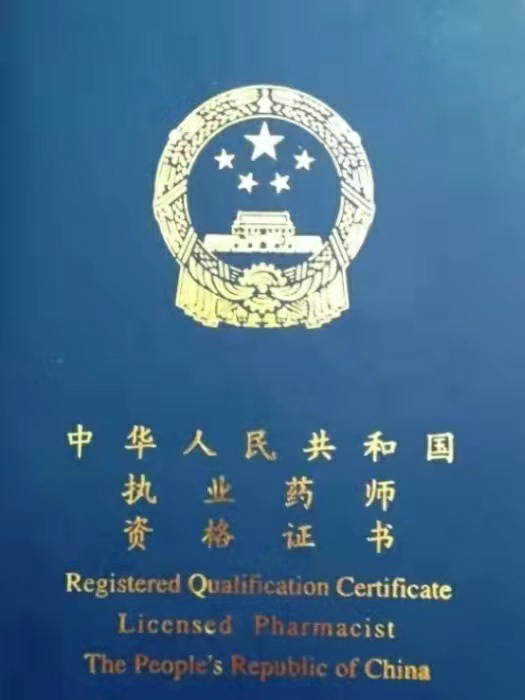 中华人民共和国
执业药师
资格证书
Registered Qualification Certificate
Licensed Pharmacist
The People's Republic of China